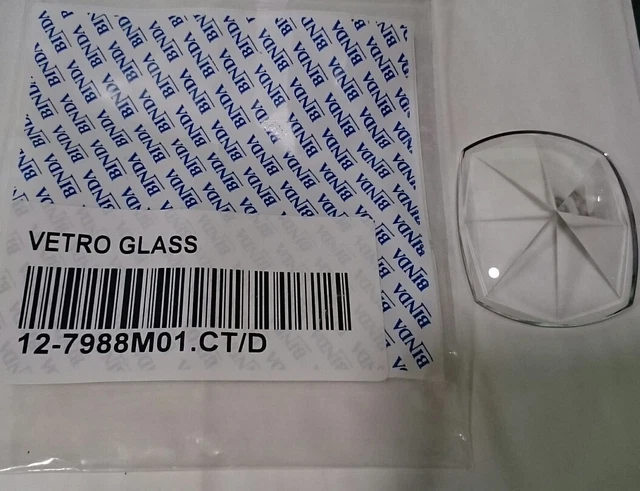 BINDA
VETRO GLASS
12-7988M01.CT/D